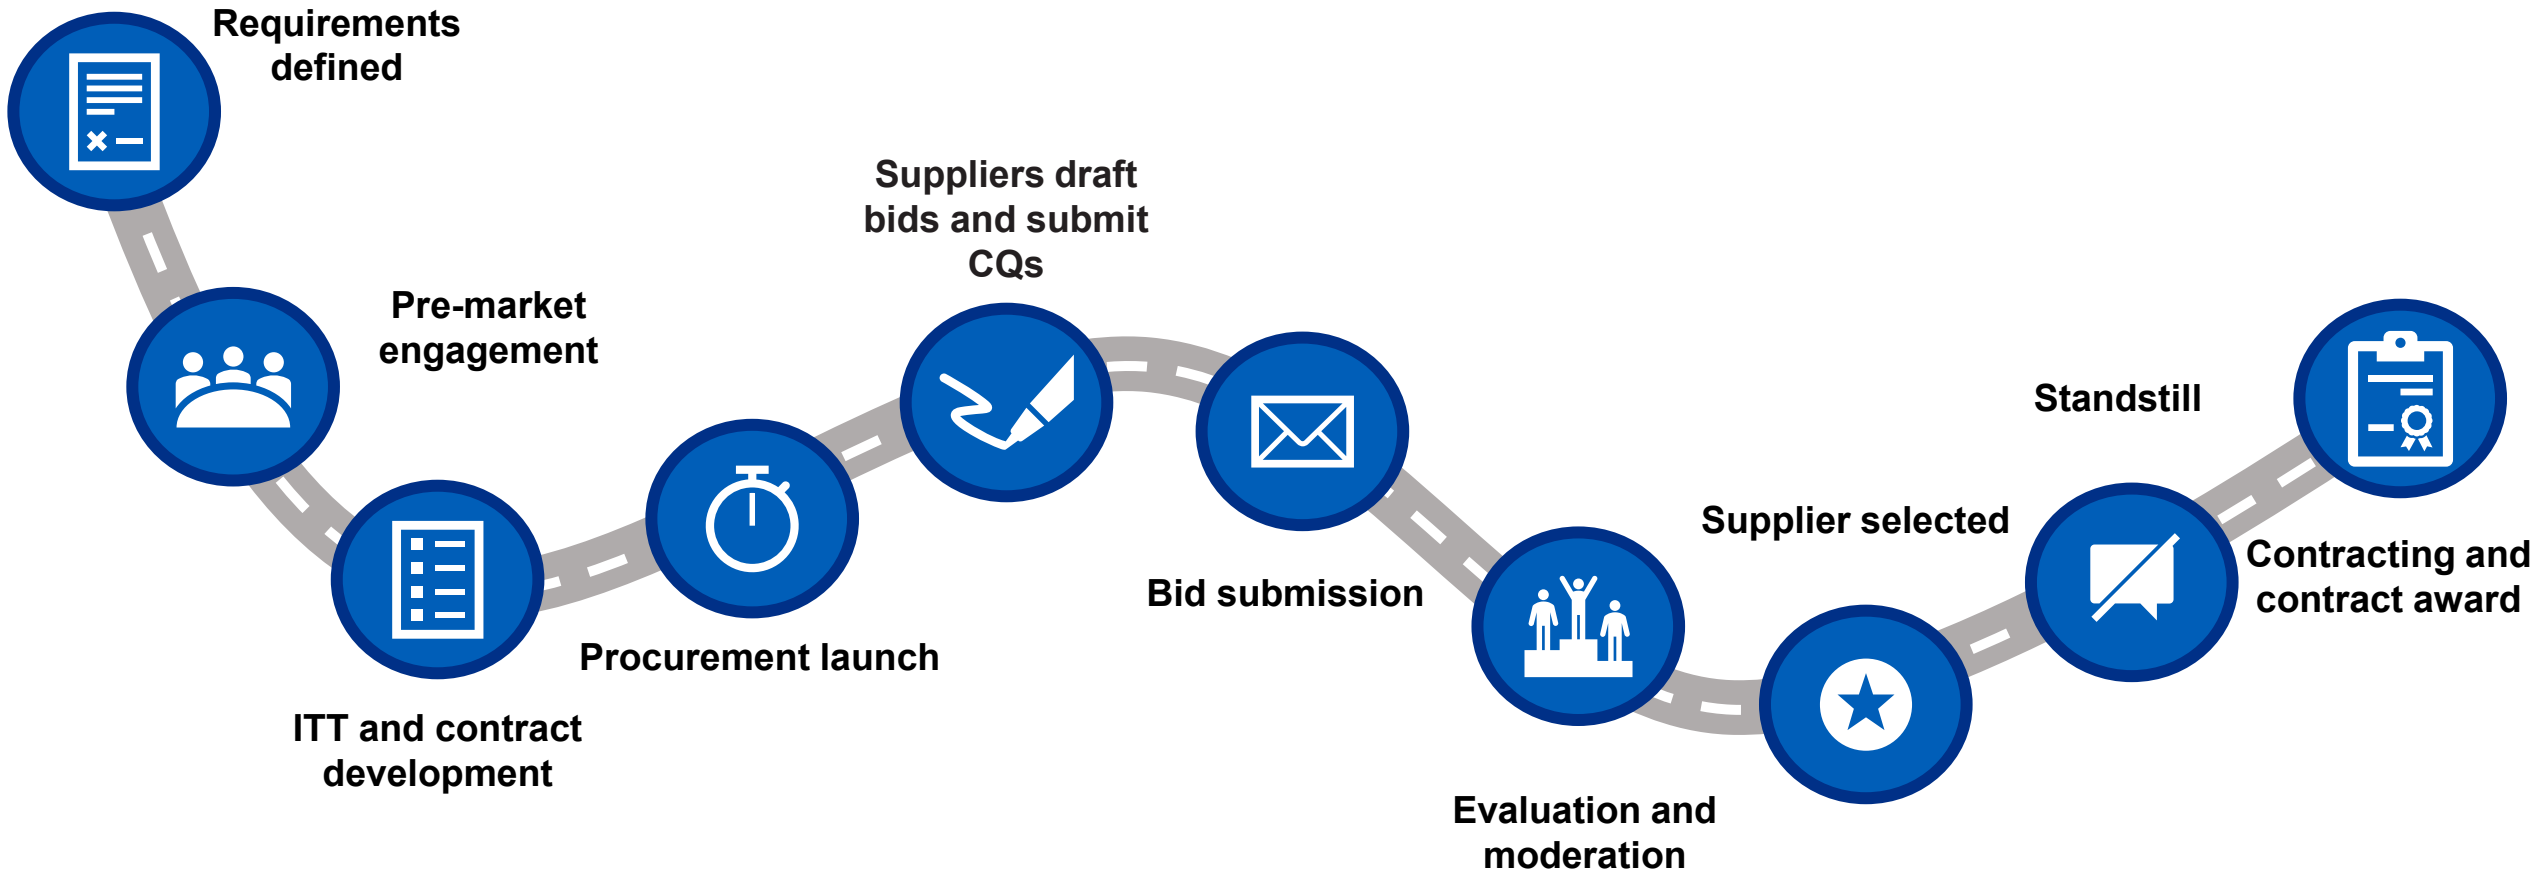 Requirements
defined
Pre-market
engagement
ITT and contract
development
Procurement launch
Suppliers draft
bids and submit
CQs
Bid submission
Evaluation and
moderation
Supplier selected
Standstill
Contracting and
contract award